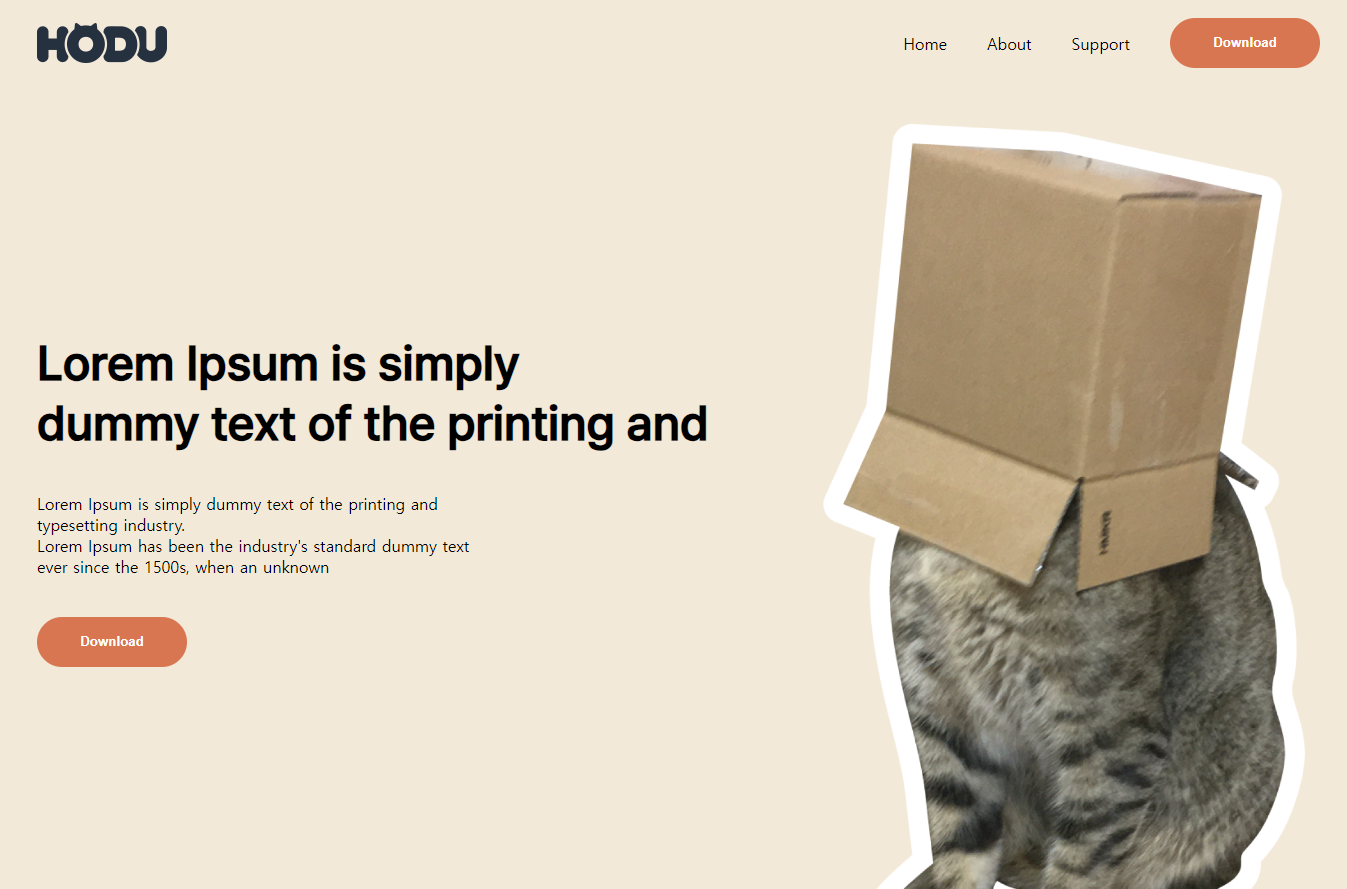 HODU
Home
About
Support
Download
Lorem Ipsum is simply
dummy text of the printing and
Lorem Ipsum is simply dummy text of the printing and
typesetting industry.
Lorem Ipsum has been the industry's standard dummy text
ever since the 1500s, when an unknown
Download